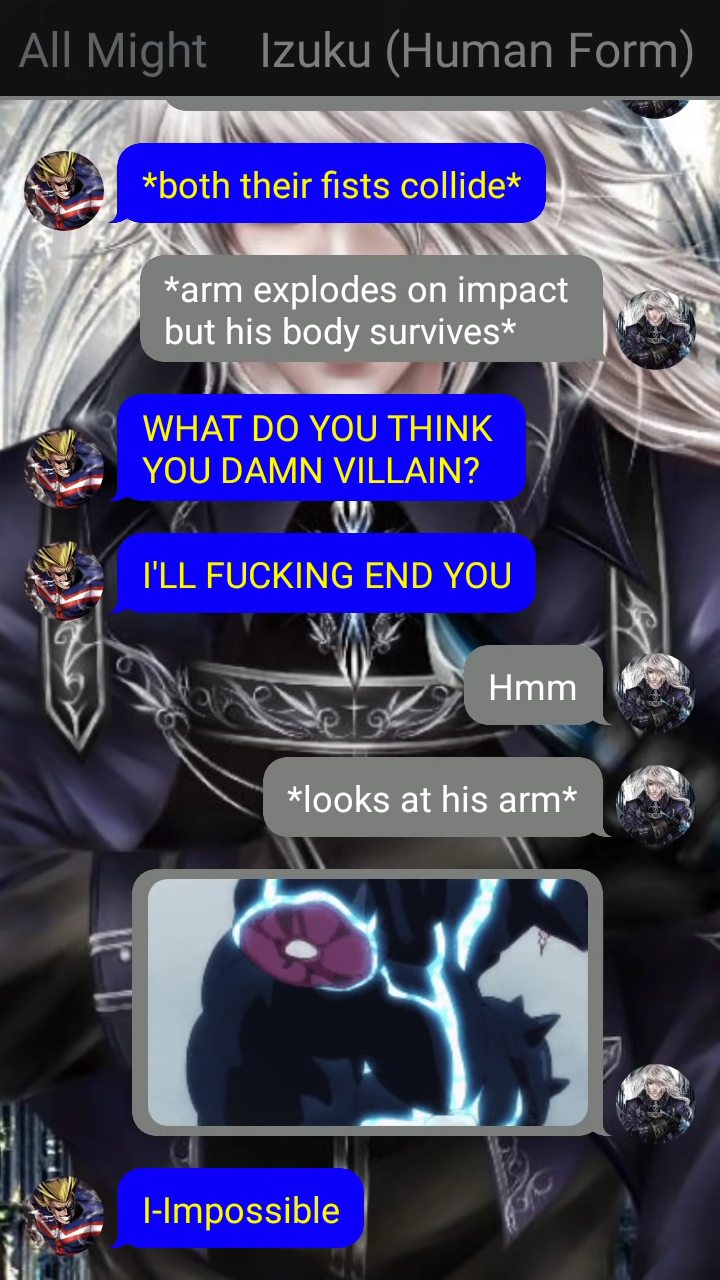 All Might Izuku (Human Form)
*both their fists collide*
*arm explodes on impact
but his body survives*
WHAT DO YOU THINK
YOU DAMN VILLAIN?
I'LL FUCKING END YOU
Hmm
*looks at his arm*
I-Impossible